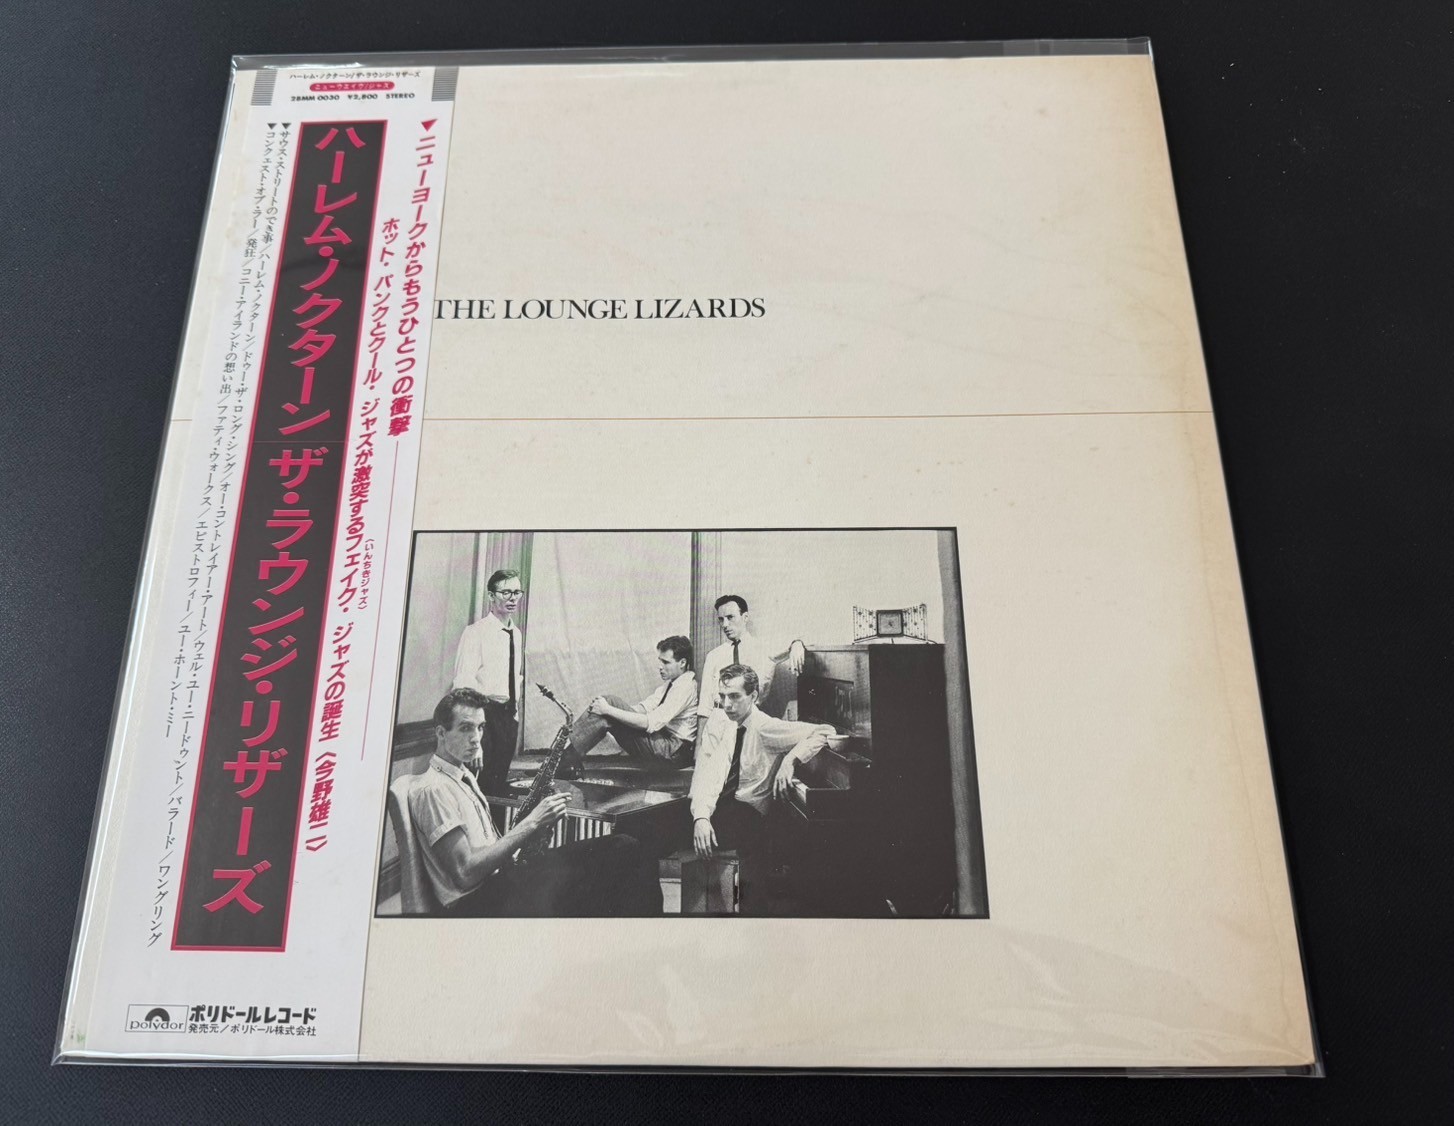 ハーレム・ノクターン/ザ・ラウンジ・リザーズ
ニューウエイヴ/ジャズ
28MM 0030 ¥2,800 STEREO
▼ニューヨークからもうひとつの衝撃
ホット・パンクとクール・ジャズが激突するフェイク・ジャズの誕生〈今野雄二〉
(いんちきジャズ)
ハーレム・ノクターン ザ・ラウンジ・リザーズ
▼サウス・ストリートのでき事/ハーレム・ノクターン/ドゥー・ザ・ロング・シング/オー・コントレイアー・アート/ウェル・ユー・ニードゥント/バラード/ワングリング
▼コンクェスト・オブ・ラー/発狂/コニー・アイランドの想い出/ファティ・ウォークス/エピストロフィー/ユー・ホーント・ミー
THE LOUNGE LIZARDS
polydor
ポリドールレコード
発売元/ポリドール株式会社